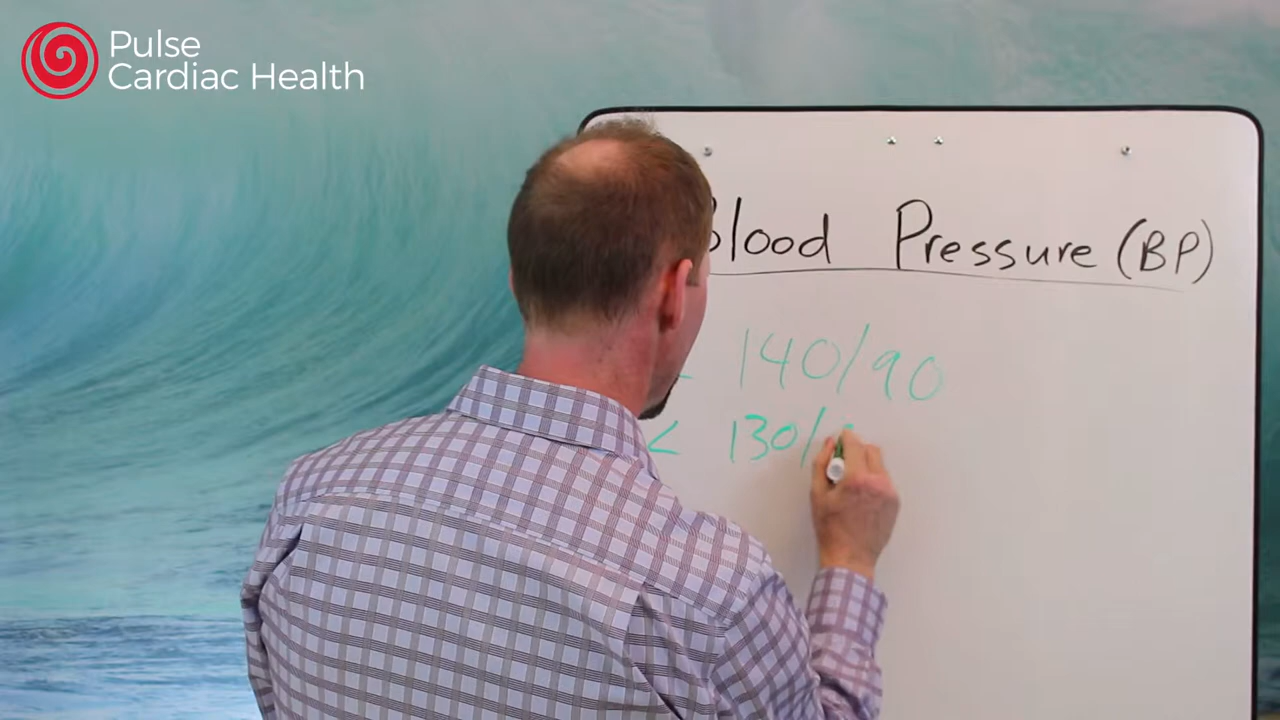 Pulse
Cardiac Health
Blood Pressure (BP)
< 140/90
< 130/